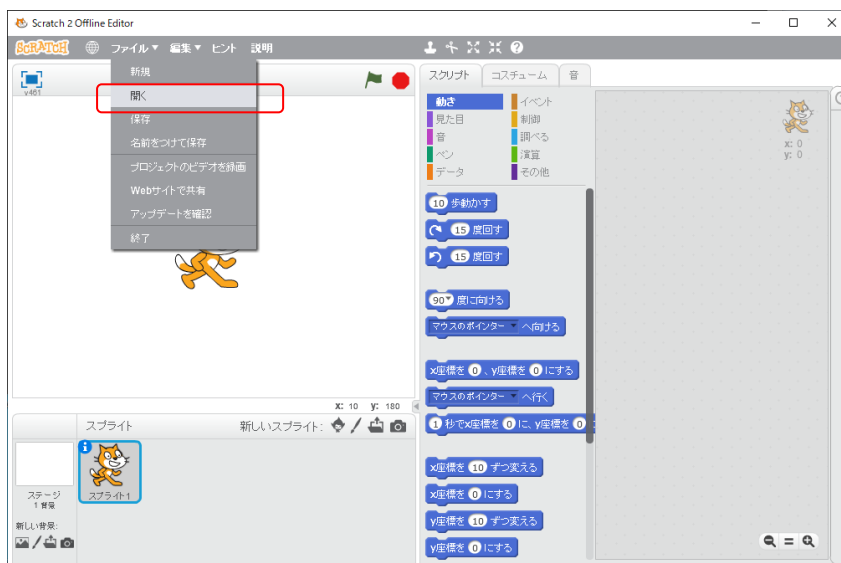 Scratch 2 Offline Editor
SCRATCH ファイル▼ 編集▼ ヒント 説明
v461
新規
開く
保存
名前をつけて保存
プロジェクトのビデオを録画
Webサイトで共有
アップデートを確認
終了
x: 10 y: 180
スプライト 新しいスプライト:
ステージ
1 背景
新しい背景:
スプライト1
スクリプト コスチューム 音
動き イベント
見た目 制御
音 調べる
ペン 演算
データ その他
10 歩動かす
15 度回す
15 度回す
90▼ 度に向ける
マウスのポインター▼ へ向ける
x座標を 0 、y座標を 0 にする
マウスのポインター▼ へ行く
1 秒でx座標を 0 に、y座標を 0
x座標を 10 ずつ変える
x座標を 0 にする
y座標を 10 ずつ変える
y座標を 0 にする
x: 0
y: 0